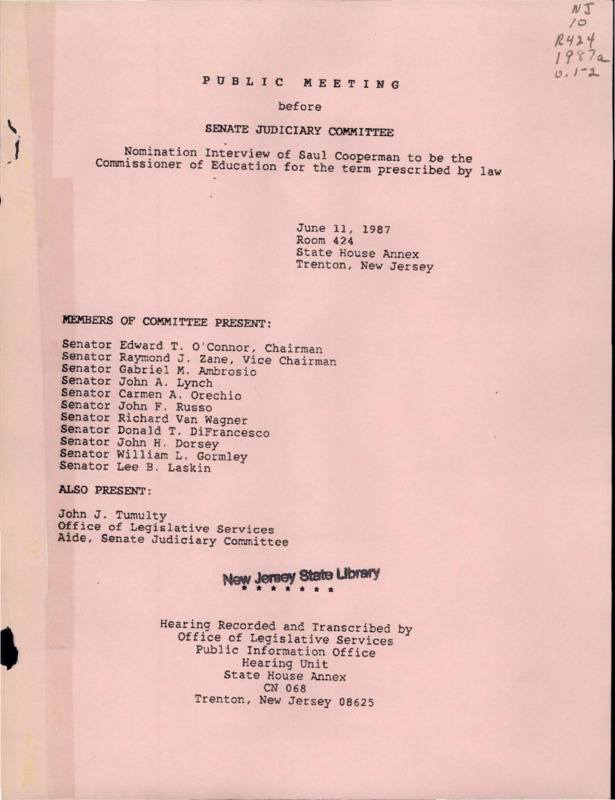 NJ
10
R424
1987a
v.1-2
PUBLIC MEETING
before
SENATE JUDICIARY COMMITTEE
Nomination Interview of Saul Cooperman to be the
Commissioner of Education for the term prescribed by law
June 11, 1987
Room 424
State House Annex
Trenton, New Jersey
MEMBERS OF COMMITTEE PRESENT:
Senator Edward T. O'Connor, Chairman
Senator Raymond J. Zane, Vice Chairman
Senator Gabriel M. Ambrosio
Senator John A. Lynch
Senator Carmen A. Orechio
Senator John F. Russo
Senator Richard Van Wagner
Senator Donald T. DiFrancesco
Senator John H. Dorsey
Senator William L. Gormley
Senator Lee B. Laskin
ALSO PRESENT:
John J. Tumulty
Office of Legislative Services
Aide, Senate Judiciary Committee
New Jersey State Library
* * * * * * *
Hearing Recorded and Transcribed by
Office of Legislative Services
Public Information Office
Hearing Unit
State House Annex
CN 068
Trenton, New Jersey 08625